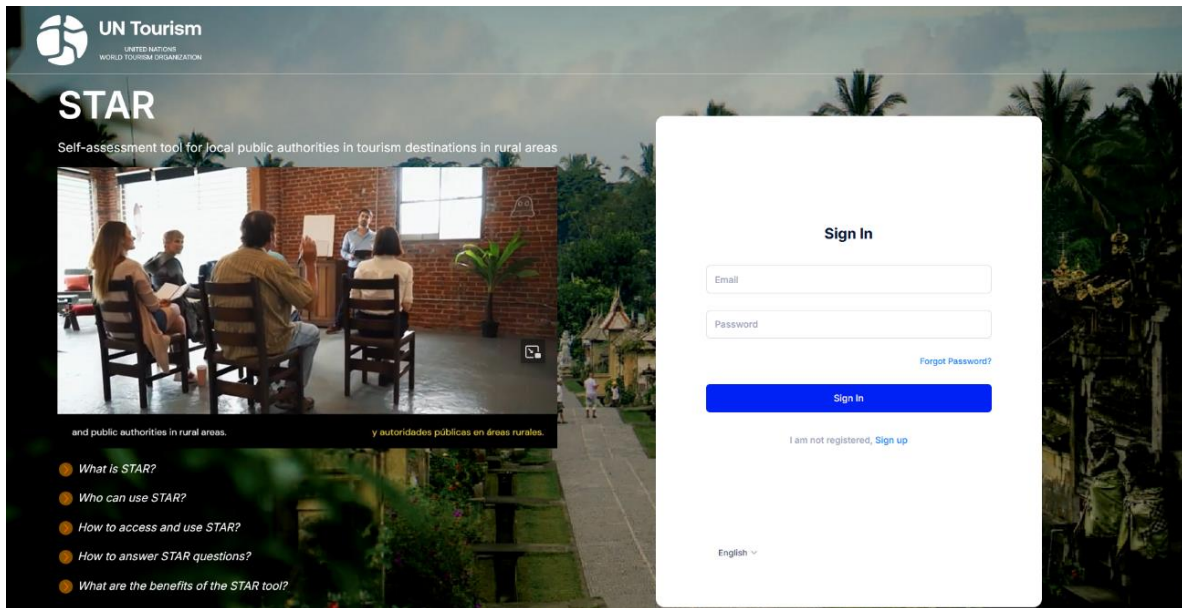 UN Tourism
UNITED NATIONS
WORLD TOURISM ORGANIZATION
STAR
Self-assessment tool for local public authorities in tourism destinations in rural areas
and public authorities in rural areas.
y autoridades públicas en áreas rurales.
What is STAR?
Who can use STAR?
How to access and use STAR?
How to answer STAR questions?
What are the benefits of the STAR tool?
Sign In
Email
Password
Forgot Password?
Sign In
I am not registered, Sign up
English